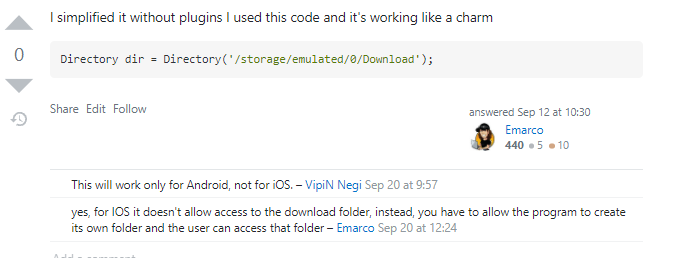 I simplified it without plugins I used this code and it's working like a charm
0
Directory dir = Directory('/storage/emulated/0/Download');
Share Edit Follow
answered Sep 12 at 10:30
Emarco
440 5 10
This will work only for Android, not for iOS. – VipiN Negi Sep 20 at 9:57
yes, for IOS it doesn't allow access to the download folder, instead, you have to allow the program to create
its own folder and the user can access that folder – Emarco Sep 20 at 12:24
Add a comment